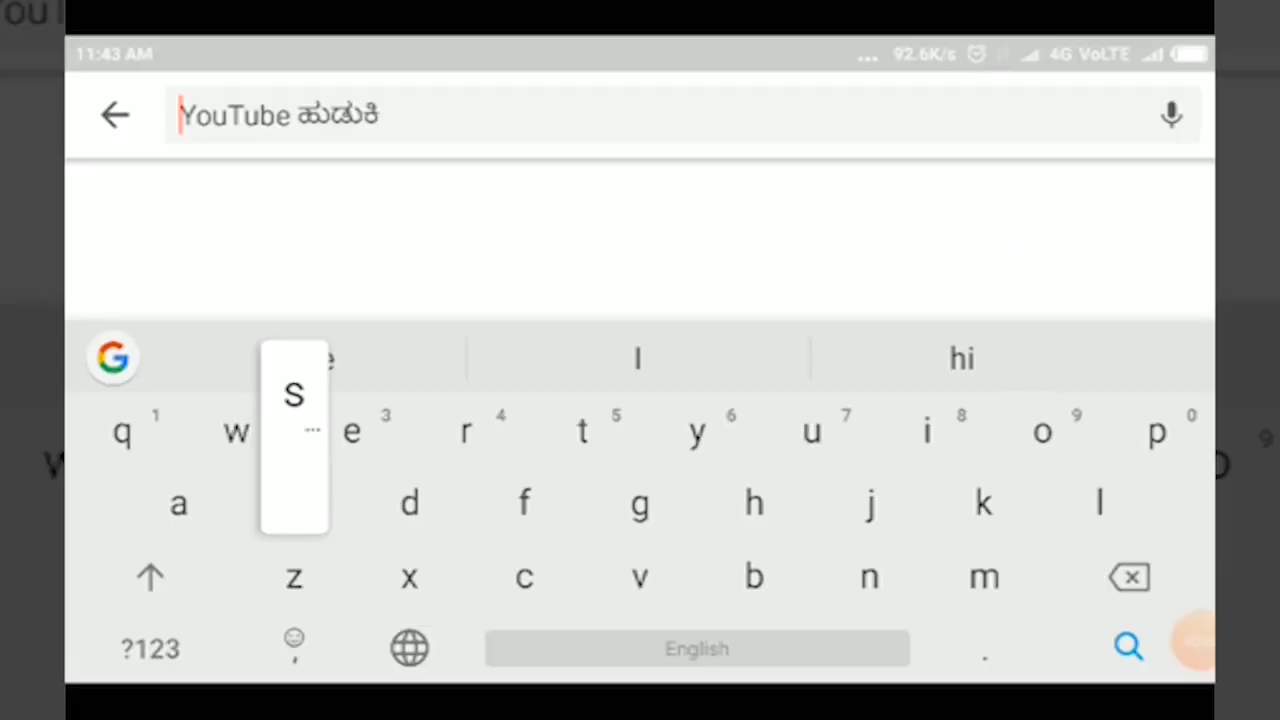 11:43 AM ... 92.6K/s 4G VoLTE
YouTube ಹುಡುಕಿ
I hi
q 1 w e 3 r 4 t 5 y 6 u 7 i 8 o 9 p 0
a S d f g h j k l
z x c v b n m
?123 , English .